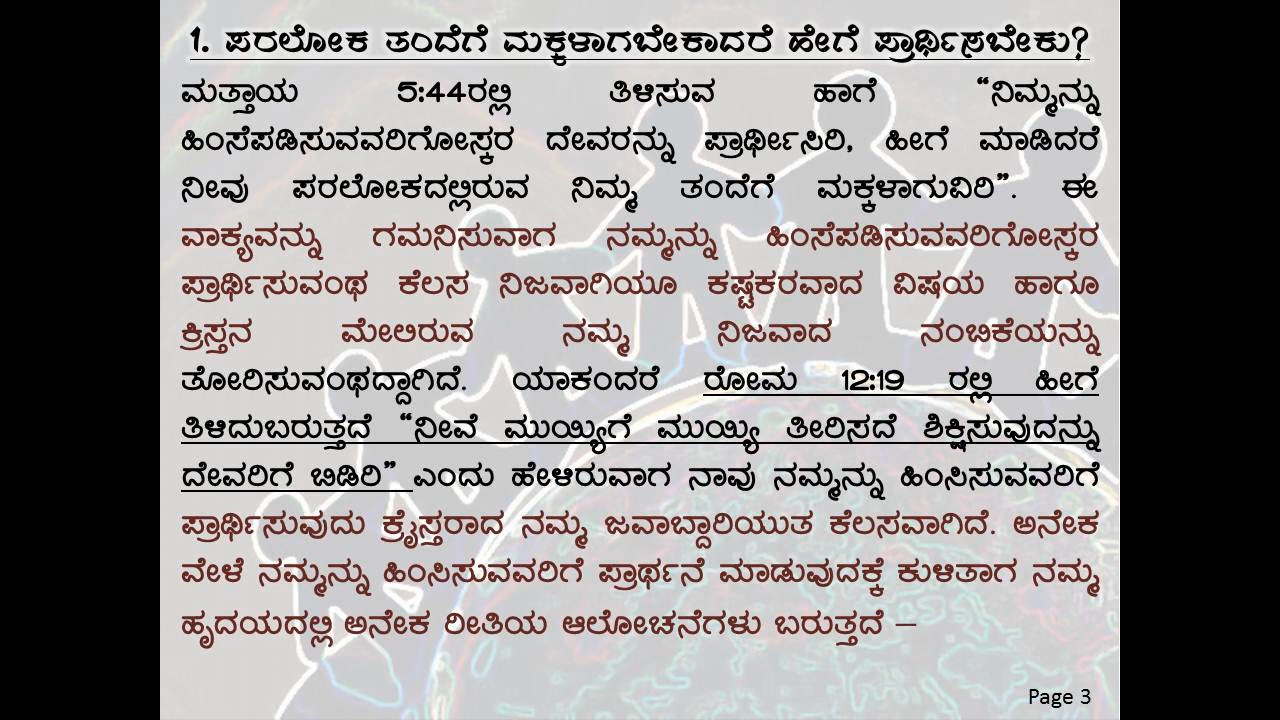 1. ಪರಲೋಕ ತಂದೆಗೆ ಮಕ್ಕಳಾಗಬೇಕಾದರೆ ಹೇಗೆ ಪ್ರಾರ್ಥಿಸಬೇಕು?
ಮತ್ತಾಯ 5:44ರಲ್ಲಿ ತಿಳಿಸುವ ಹಾಗೆ “ನಿಮ್ಮನ್ನು
ಹಿಂಸೆಪಡಿಸುವವರಿಗೋಸ್ಕರ ದೇವರನ್ನು ಪ್ರಾರ್ಥೀಸಿರಿ, ಹೀಗೆ ಮಾಡಿದರೆ
ನೀವು ಪರಲೋಕದಲ್ಲಿರುವ ನಿಮ್ಮ ತಂದೆಗೆ ಮಕ್ಕಳಾಗುವಿರಿ”. ಈ
ವಾಕ್ಯವನ್ನು ಗಮನಿಸುವಾಗ ನಮ್ಮನ್ನು ಹಿಂಸೆಪಡಿಸುವವರಿಗೋಸ್ಕರ
ಪ್ರಾರ್ಥಿಸುವಂಥ ಕೆಲಸ ನಿಜವಾಗಿಯೂ ಕಷ್ಟಕರವಾದ ವಿಷಯ ಹಾಗೂ
ಕ್ರಿಸ್ತನ ಮೇಲಿರುವ ನಮ್ಮ ನಿಜವಾದ ನಂಬಿಕೆಯನ್ನು
ತೋರಿಸುವಂಥದ್ದಾಗಿದೆ. ಯಾಕಂದರೆ ರೋಮ 12:19 ರಲ್ಲಿ ಹೀಗೆ
ತಿಳಿದುಬರುತ್ತದೆ “ನೀವೆ ಮುಯ್ಯಿಗೆ ಮುಯ್ಯಿ ತೀರಿಸದೆ ಶಿಕ್ಷಿಸುವುದನ್ನು
ದೇವರಿಗೆ ಬಿಡಿರಿ” ಎಂದು ಹೇಳಿರುವಾಗ ನಾವು ನಮ್ಮನ್ನು ಹಿಂಸಿಸುವವರಿಗೆ
ಪ್ರಾರ್ಥಿಸುವುದು ಕ್ರೈಸ್ತರಾದ ನಮ್ಮ ಜವಾಬ್ದಾರಿಯುತ ಕೆಲಸವಾಗಿದೆ. ಅನೇಕ
ವೇಳೆ ನಮ್ಮನ್ನು ಹಿಂಸಿಸುವವರಿಗೆ ಪ್ರಾರ್ಥನೆ ಮಾಡುವುದಕ್ಕೆ ಕುಳಿತಾಗ ನಮ್ಮ
ಹೃದಯದಲ್ಲಿ ಅನೇಕ ರೀತಿಯ ಆಲೋಚನೆಗಳು ಬರುತ್ತದೆ –
Page 3